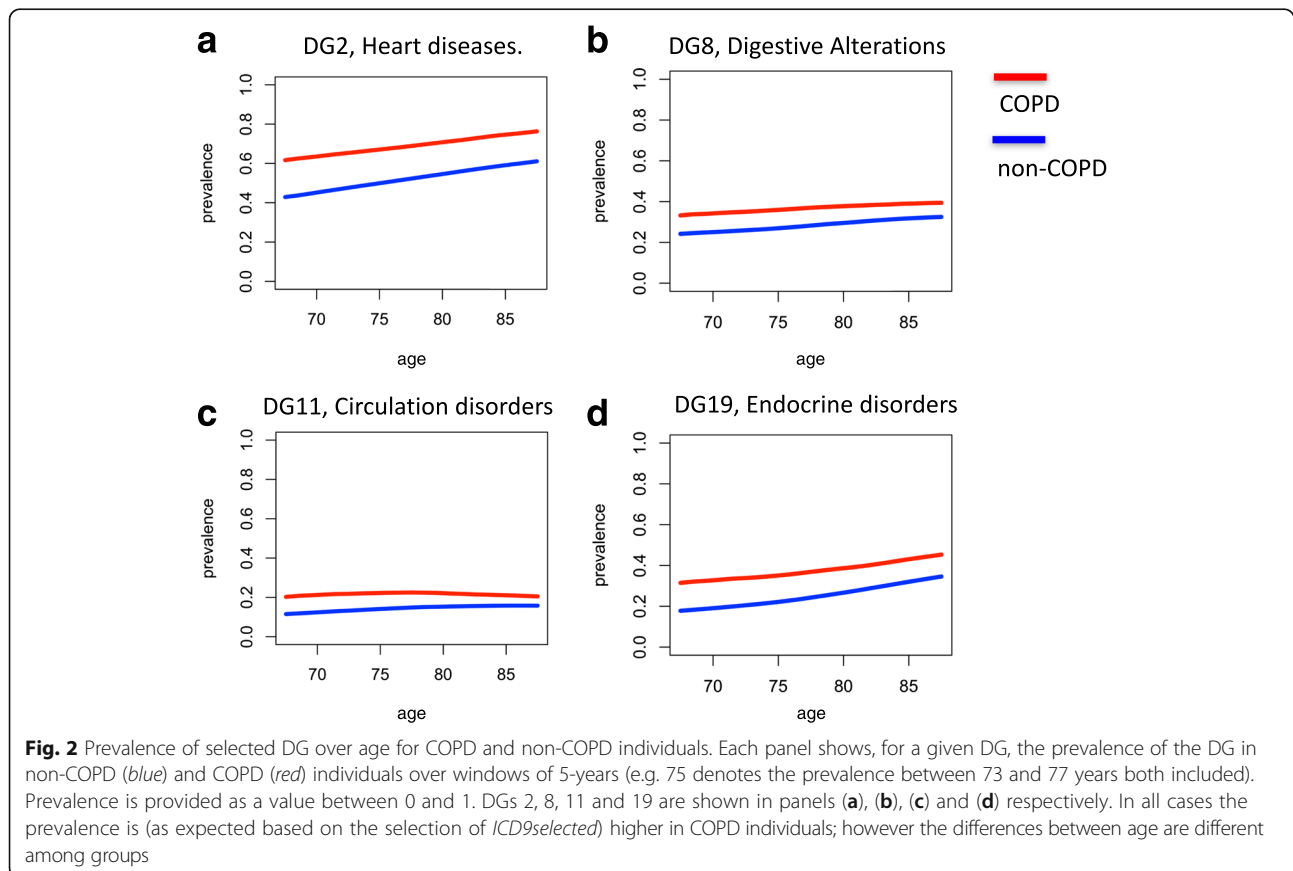 a
DG2, Heart diseases.
1.0
0.8
0.6
0.4
0.2
0.0
prevalence
70 75 80 85
age
b
DG8, Digestive Alterations
1.0
0.8
0.6
0.4
0.2
0.0
prevalence
70 75 80 85
age
COPD
non-COPD
c
DG11, Circulation disorders
1.0
0.8
0.6
0.4
0.2
0.0
prevalence
70 75 80 85
age
d
DG19, Endocrine disorders
1.0
0.8
0.6
0.4
0.2
0.0
prevalence
70 75 80 85
age
Fig. 2 Prevalence of selected DG over age for COPD and non-COPD individuals. Each panel shows, for a given DG, the prevalence of the DG in
non-COPD (blue) and COPD (red) individuals over windows of 5-years (e.g. 75 denotes the prevalence between 73 and 77 years both included).
Prevalence is provided as a value between 0 and 1. DGs 2, 8, 11 and 19 are shown in panels (a), (b), (c) and (d) respectively. In all cases the
prevalence is (as expected based on the selection of ICD9selected) higher in COPD individuals; however the differences between age are different
among groups